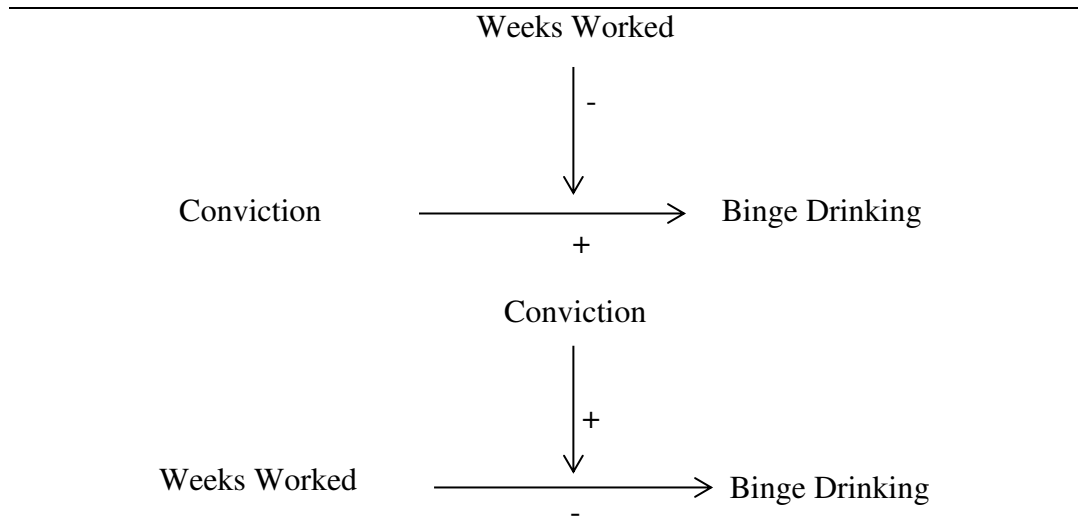 Weeks Worked
-
Conviction Binge Drinking
+
Conviction
+
Weeks Worked Binge Drinking
-